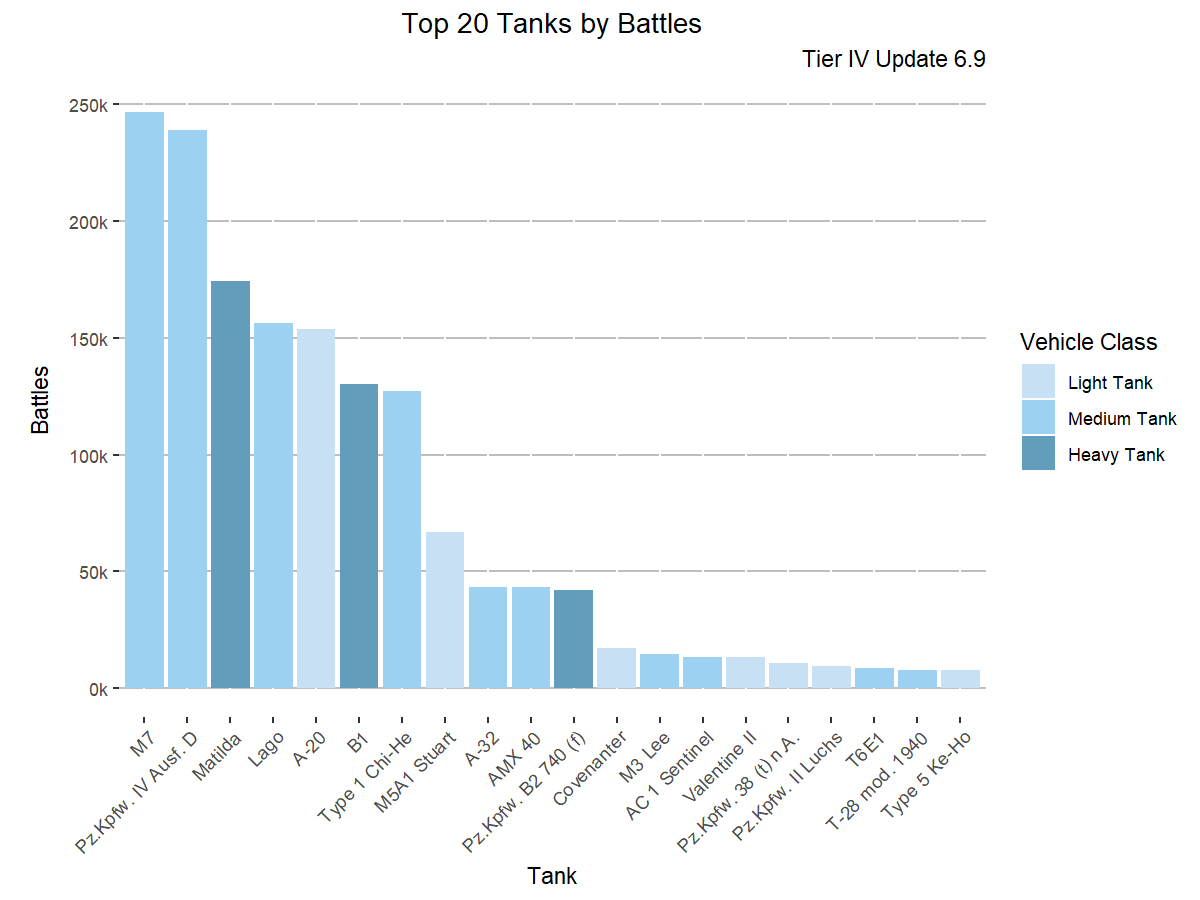 Top 20 Tanks by Battles
Tier IV Update 6.9
Battles
250k
200k
150k
100k
50k
0k
M7
Pz.Kpfw. IV Ausf. D
Matilda
Lago
A-20
B1
Type 1 Chi-He
M5A1 Stuart
A-32
AMX 40
Pz.Kpfw. B2 740 (f)
Covenanter
M3 Lee
AC 1 Sentinel
Valentine II
Pz.Kpfw. 38 (t) n.A.
Pz.Kpfw. II Luchs
T6E1
T-28 mod. 1940
Type 5 Ke-Ho
Tank
Vehicle Class
Light Tank
Medium Tank
Heavy Tank